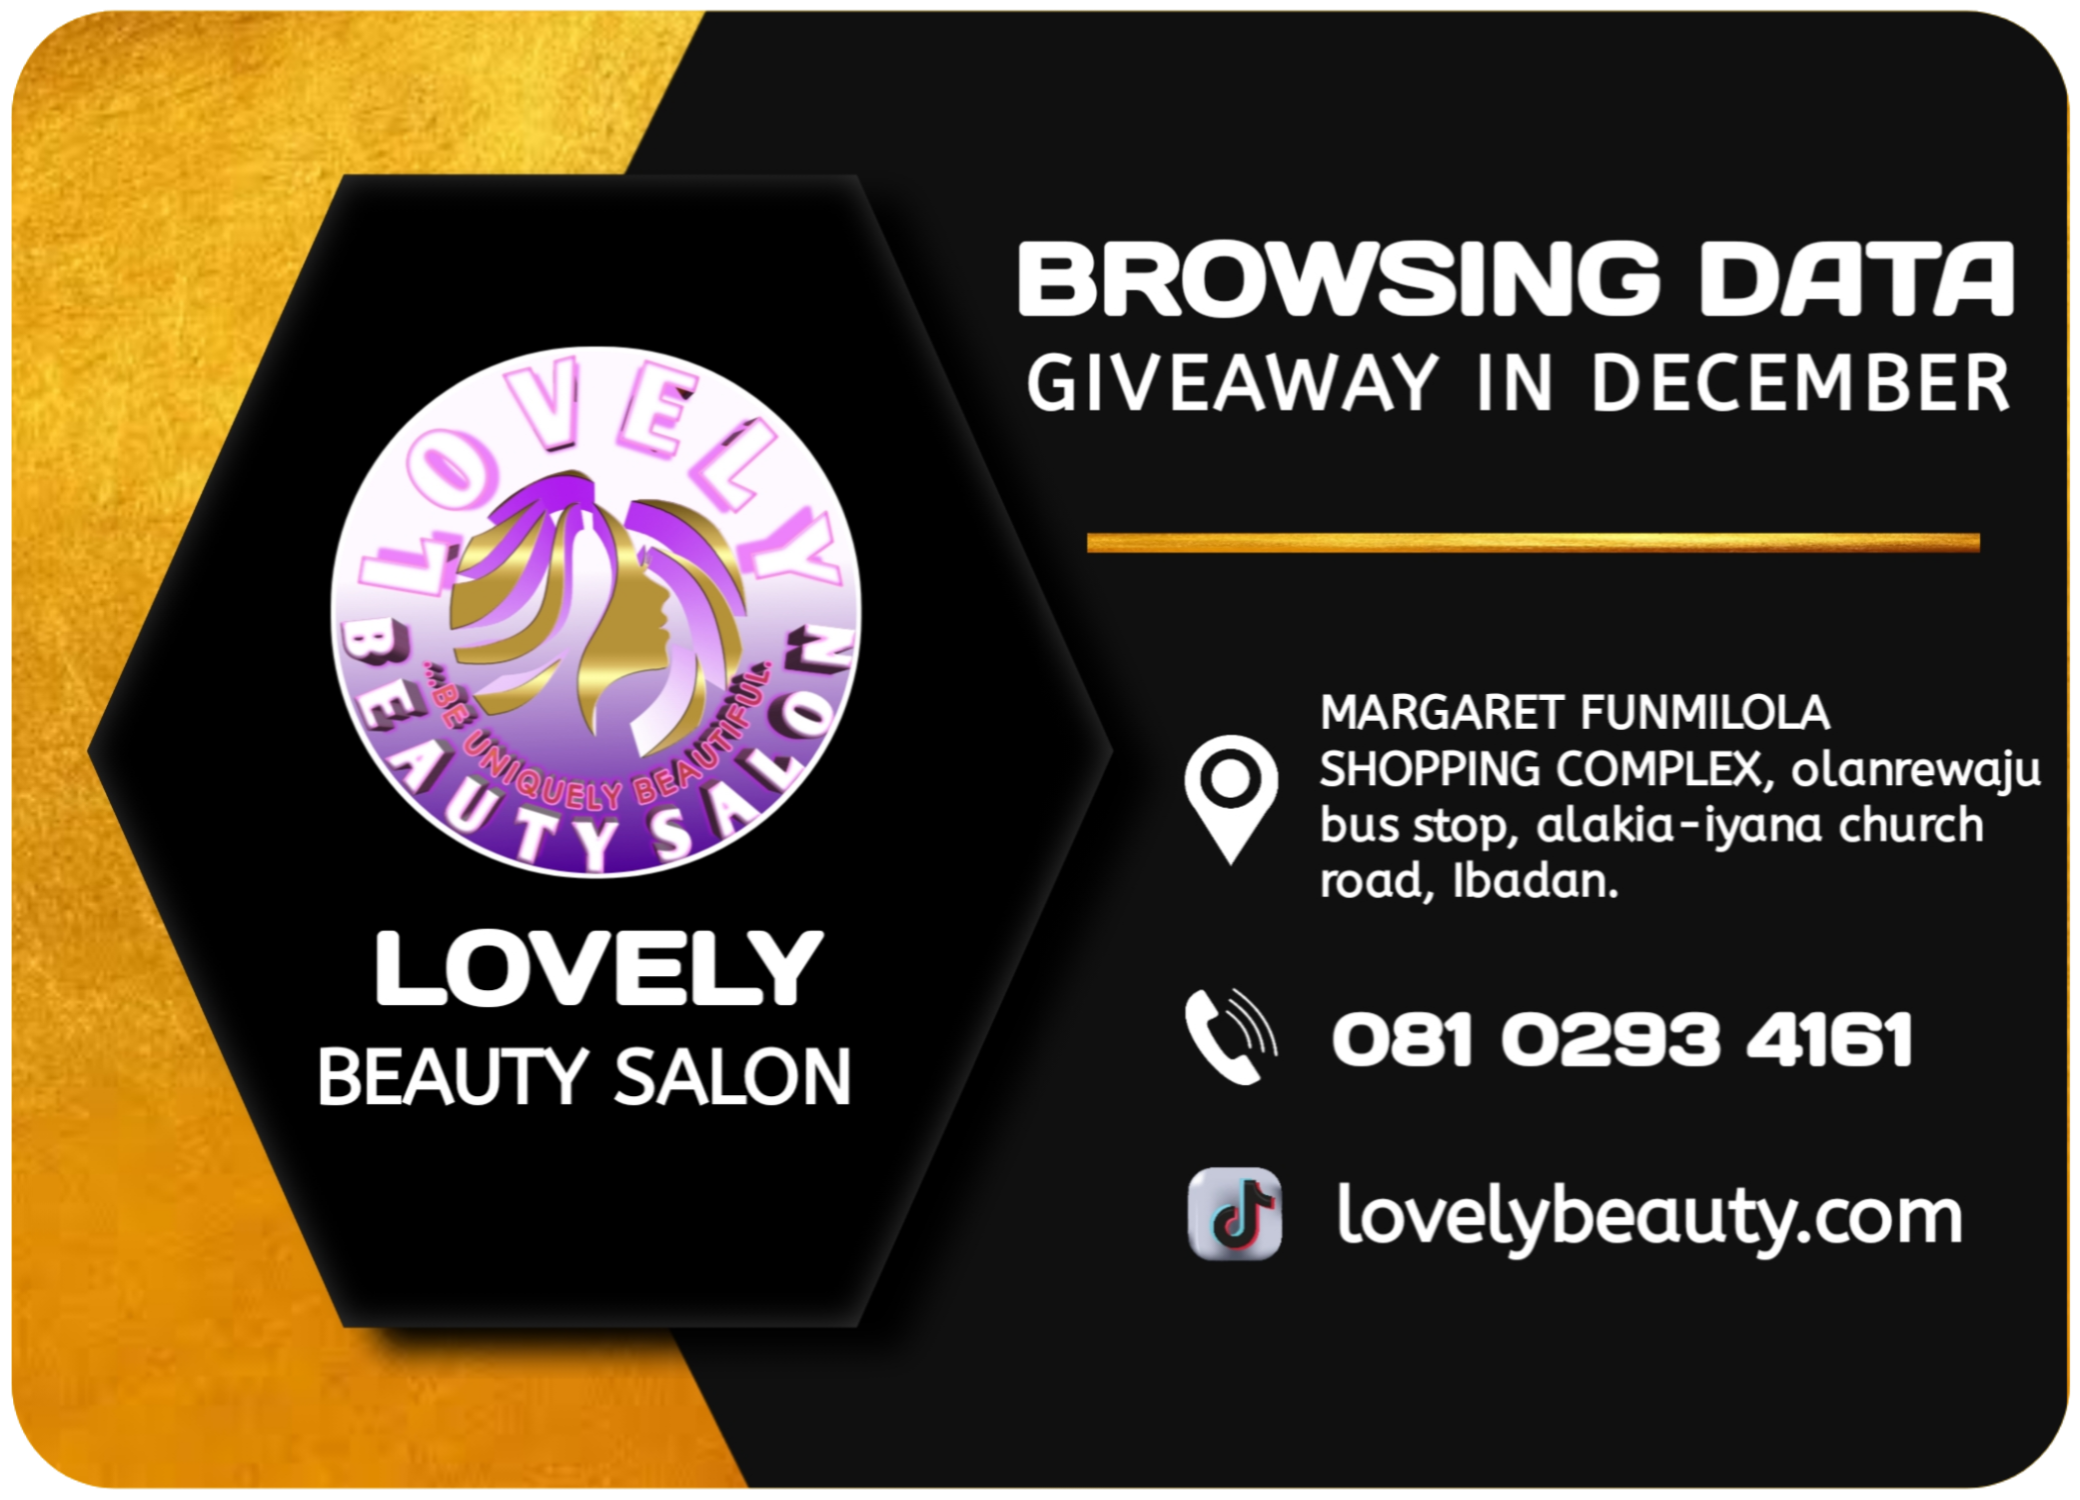 LOVELY
BEAUTY SALON
...BE UNIQUELY BEAUTIFUL.
LOVELY
BEAUTY SALON
BROWSING DATA
GIVEAWAY IN DECEMBER
MARGARET FUNMILOLA
SHOPPING COMPLEX, olanrewaju
bus stop, alakia-iyana church
road, Ibadan.
081 0293 4161
lovelybeauty.com